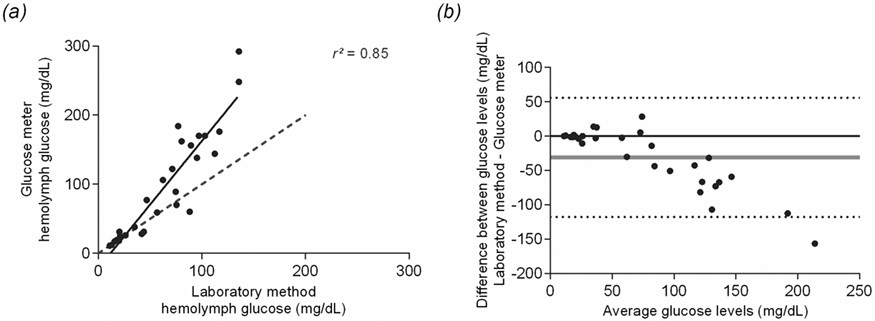 (a)
r² = 0.85
Glucose meter
hemolymph glucose (mg/dL)
300
200
100
0
0
100
200
300
Laboratory method
hemolymph glucose (mg/dL)
(b)
Difference between glucose levels (mg/dL)
Laboratory method - Glucose meter
100
50
0
-50
-100
-150
-200
0
50
100
150
200
250
Average glucose levels (mg/dL)